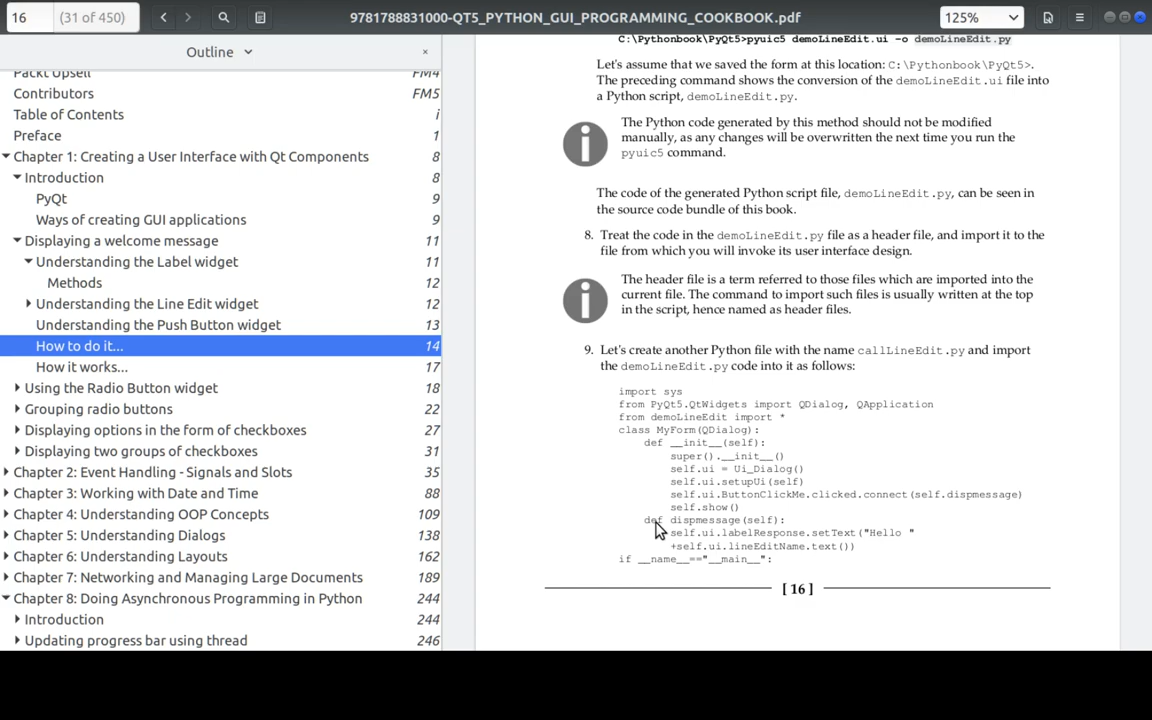 16
(31 of 450)
9781788831000-QT5_PYTHON_GUI_PROGRAMMING_COOKBOOK.pdf
125%
Outline
Packt Upsell FM4
Contributors FM5
Table of Contents i
Preface 1
Chapter 1: Creating a User Interface with Qt Components 8
Introduction 8
PyQt 9
Ways of creating GUI applications 9
Displaying a welcome message 11
Understanding the Label widget 11
Methods 12
Understanding the Line Edit widget 12
Understanding the Push Button widget 13
How to do it... 14
How it works... 17
Using the Radio Button widget 18
Grouping radio buttons 22
Displaying options in the form of checkboxes 27
Displaying two groups of checkboxes 31
Chapter 2: Event Handling - Signals and Slots 35
Chapter 3: Working with Date and Time 88
Chapter 4: Understanding OOP Concepts 109
Chapter 5: Understanding Dialogs 138
Chapter 6: Understanding Layouts 162
Chapter 7: Networking and Managing Large Documents 189
Chapter 8: Doing Asynchronous Programming in Python 244
Introduction 244
Updating progress bar using thread 246
C:\Pythonbook\PyQt5>pyuic5 demoLineEdit.ui -o demoLineEdit.py
Let's assume that we saved the form at this location: C:\Pythonbook\PyQt5>.
The preceding command shows the conversion of the demoLineEdit.ui file into
a Python script, demoLineEdit.py.
The Python code generated by this method should not be modified
manually, as any changes will be overwritten the next time you run the
pyuic5 command.
The code of the generated Python script file, demoLineEdit.py, can be seen in
the source code bundle of this book.
8. Treat the code in the demoLineEdit.py file as a header file, and import it to the
file from which you will invoke its user interface design.
The header file is a term referred to those files which are imported into the
current file. The command to import such files is usually written at the top
in the script, hence named as header files.
9. Let's create another Python file with the name callLineEdit.py and import
the demoLineEdit.py code into it as follows:
import sys
from PyQt5.QtWidgets import QDialog, QApplication
from demoLineEdit import *
class MyForm(QDialog):
def __init__(self):
super().__init__()
self.ui = Ui_Dialog()
self.ui.setupUi(self)
self.ui.ButtonClickMe.clicked.connect(self.dispmessage)
self.show()
def dispmessage(self):
self.ui.labelResponse.setText("Hello "
+self.ui.lineEditName.text())
if __name__=="__main__":
[ 16 ]